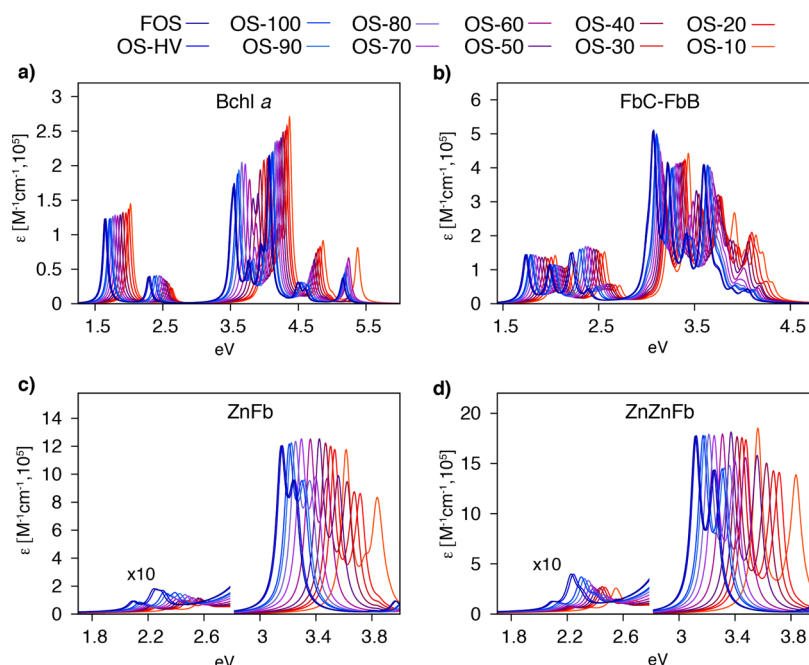 FOS OS-100 OS-80 OS-60 OS-40 OS-20
OS-HV OS-90 OS-70 OS-50 OS-30 OS-10
a)
Bchl a
ε [M⁻¹cm⁻¹,10⁵]
3
2.5
2
1.5
1
0.5
0
1.5 2.5 3.5 4.5 5.5
eV
b)
FbC-FbB
ε [M⁻¹cm⁻¹,10⁵]
6
5
4
3
2
1
0
1.5 2.5 3.5 4.5
eV
c)
ZnFb
ε [M⁻¹cm⁻¹,10⁵]
14
12
10
8
6
4
2
0
x10
1.8 2.2 2.6 3 3.4 3.8
eV
d)
ZnZnFb
ε [M⁻¹cm⁻¹,10⁵]
20
15
10
5
0
x10
1.8 2.2 2.6 3 3.4 3.8
eV